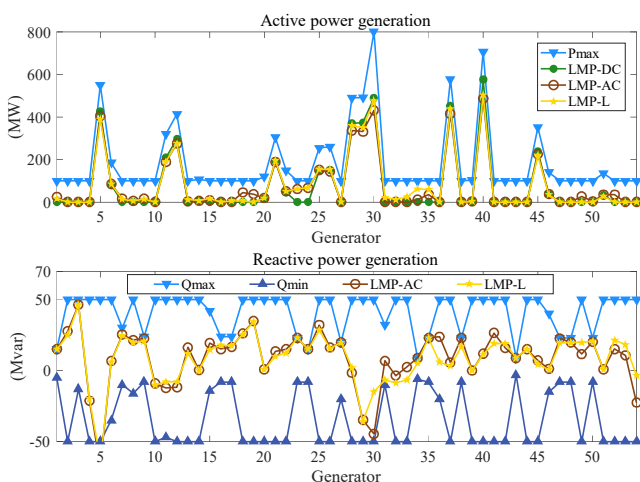 Active power generation
800
600
400
200
0
(MW)
Pmax
LMP-DC
LMP-AC
LMP-L
5 10 15 20 25 30 35 40 45 50
Generator
Reactive power generation
70
50
0
-50
(Mvar)
Qmax Qmin LMP-AC LMP-L
5 10 15 20 25 30 35 40 45 50
Generator